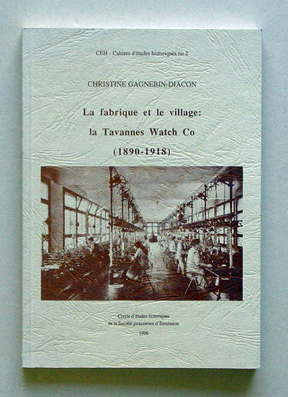 CEH - Cahiers d'études historiques no 2
CHRISTINE GAGNEBIN-DIACON
La fabrique et le village:
la Tavannes Watch Co
(1890-1918)
Cercle d'études historiques
de la Société jurassienne d'Emulation
1996